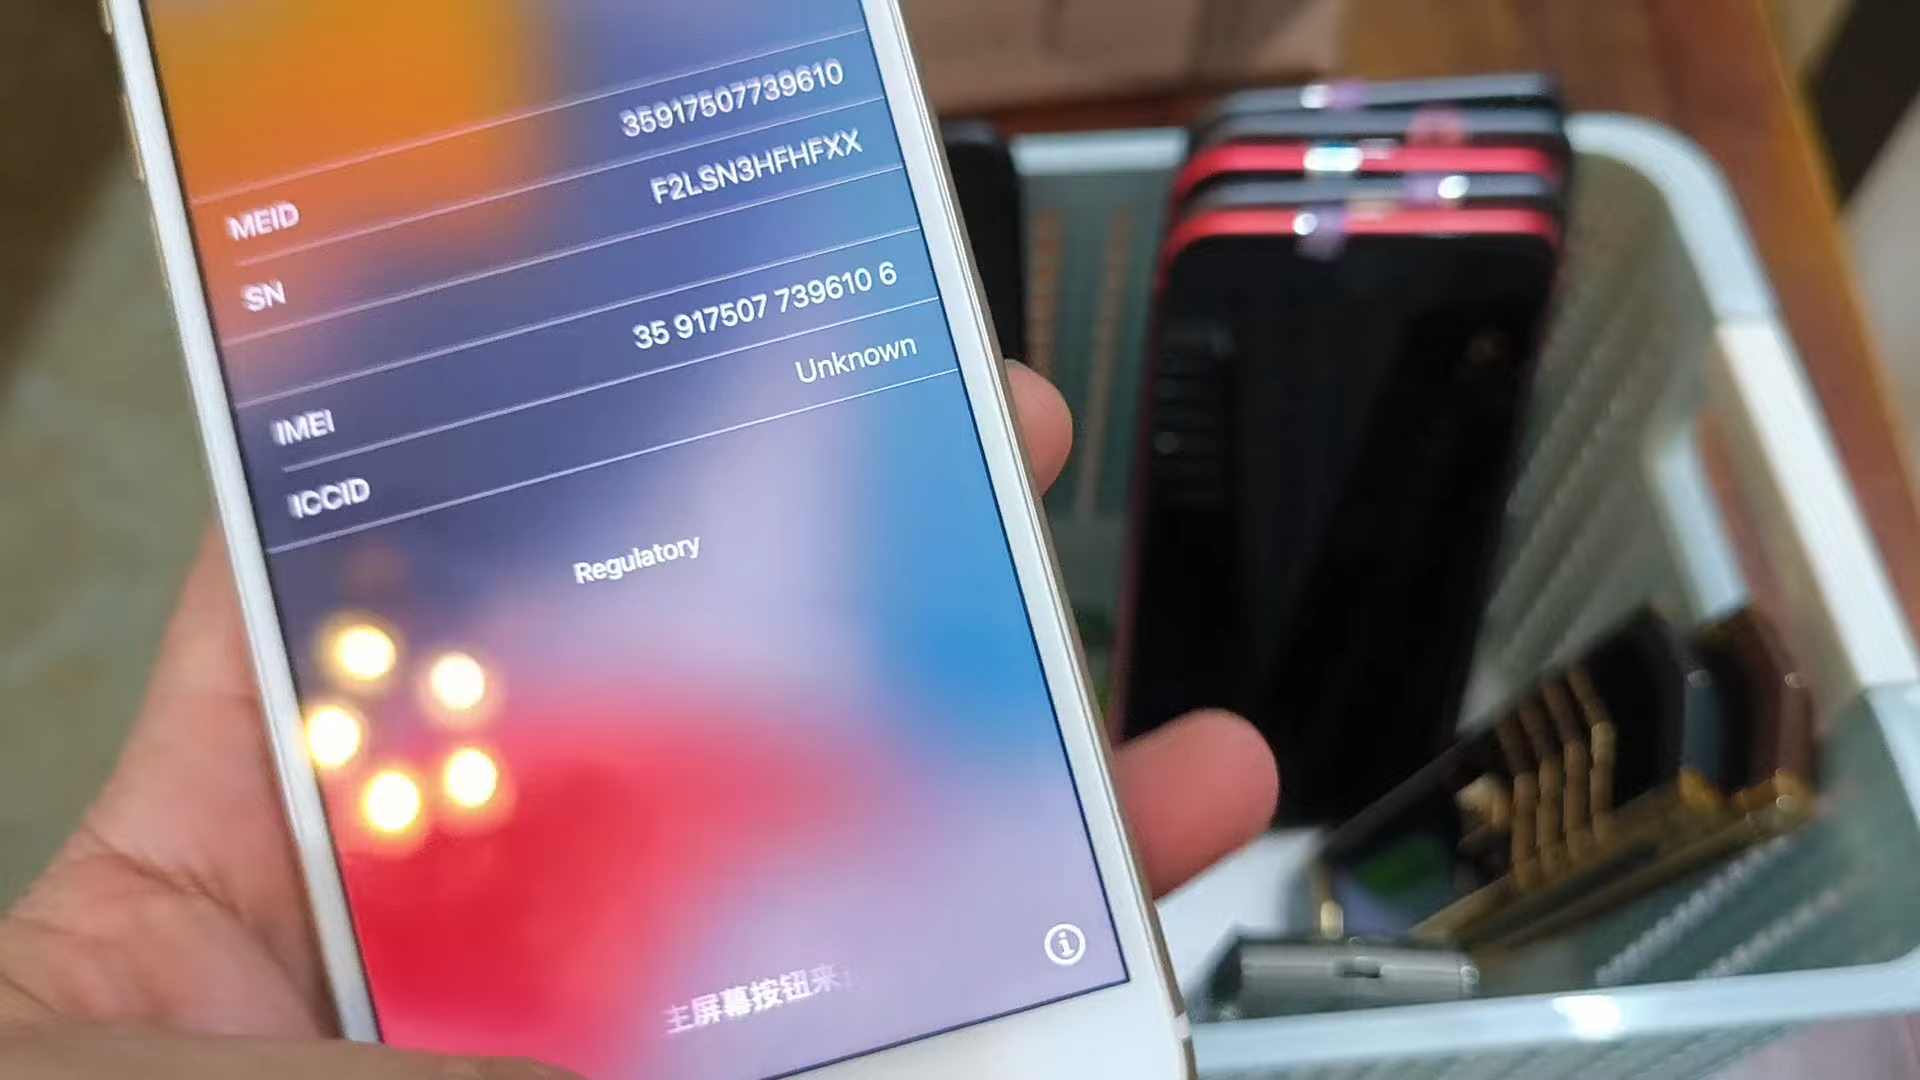 MEID 35917507739610
SN F2LSN3HFHFXX
IMEI 35 917507 739610 6
ICCID Unknown
Regulatory
主屏幕按钮来